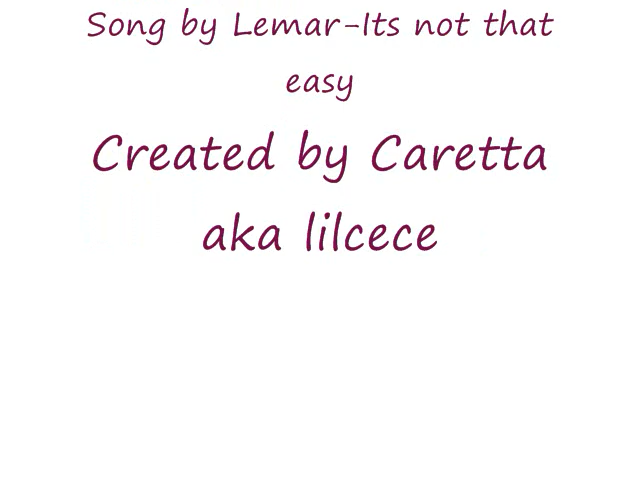 Song by Lemar-Its not that
easy
Created by Caretta
aka lilcece